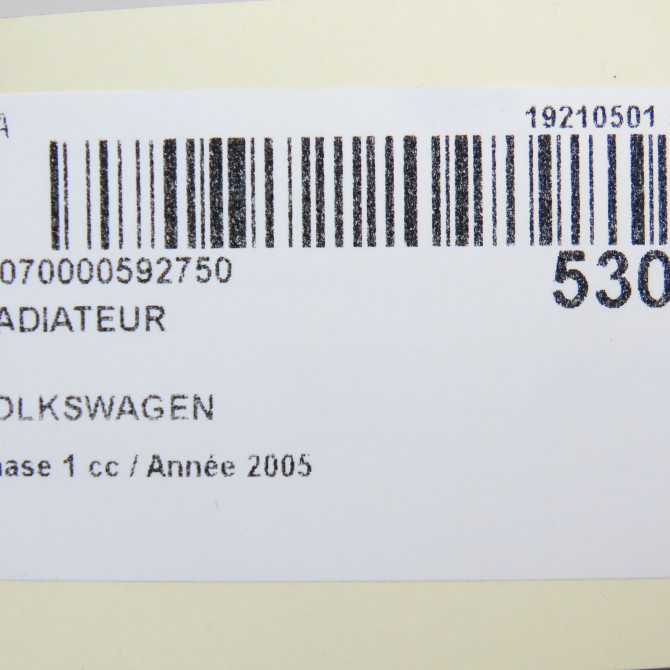 A 19210501
070000592750 530
ADIATEUR
OLKSWAGEN
hase 1 cc / Année 2005